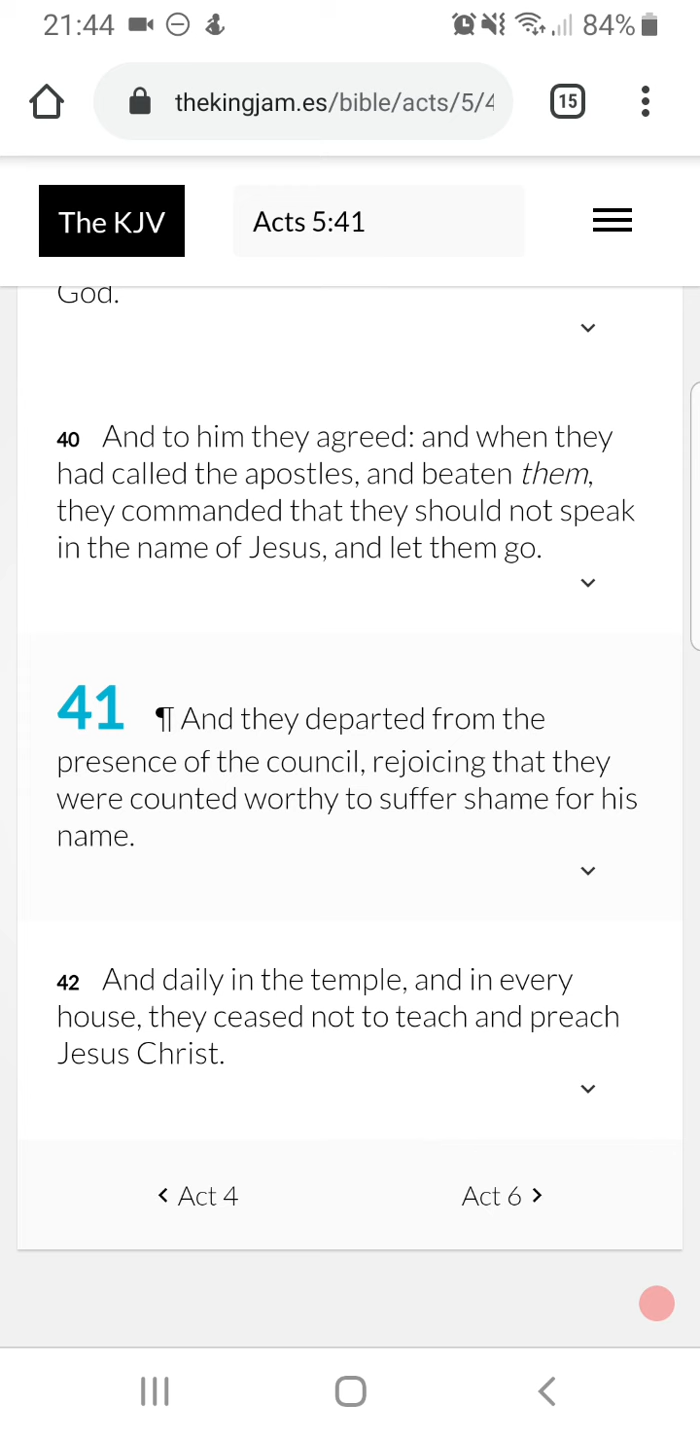 21:44 84%
thekingjam.es/bible/acts/5/4
15
The KJV
Acts 5:41
God.
40 And to him they agreed: and when they
had called the apostles, and beaten them,
they commanded that they should not speak
in the name of Jesus, and let them go.
41 ¶ And they departed from the
presence of the council, rejoicing that they
were counted worthy to suffer shame for his
name.
42 And daily in the temple, and in every
house, they ceased not to teach and preach
Jesus Christ.
< Act 4
Act 6 >